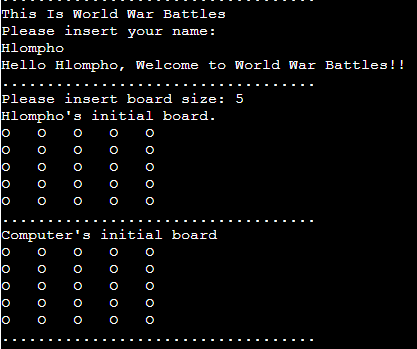 ...................................
This Is World War Battles
Please insert your name:
Hlompho
Hello Hlompho, Welcome to World War Battles!!
...................................
Please insert board size: 5
Hlompho's initial board.
O   O   O   O   O
O   O   O   O   O
O   O   O   O   O
O   O   O   O   O
O   O   O   O   O
...................................
Computer's initial board
O   O   O   O   O
O   O   O   O   O
O   O   O   O   O
O   O   O   O   O
O   O   O   O   O
...................................